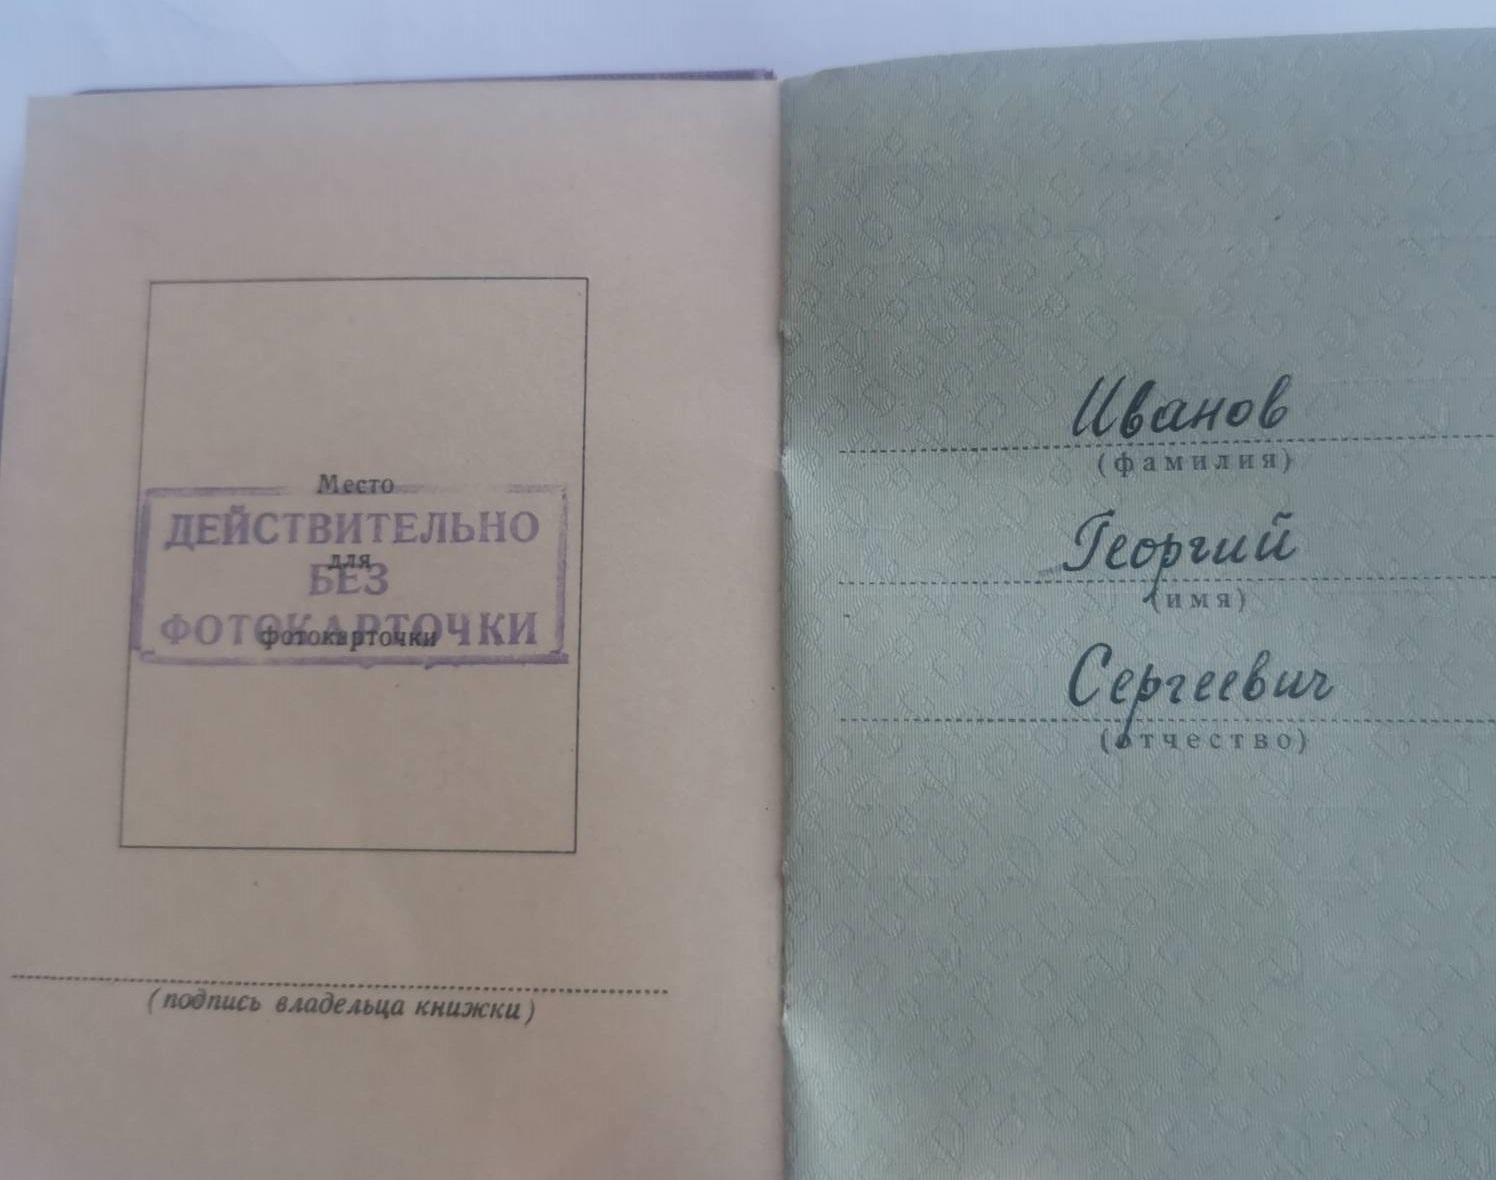 Место
ДЕЙСТВИТЕЛЬНО
для
БЕЗ
ФОТОКАРТОЧКИ
фотокарточки
(подпись владельца книжки)
Иванов
(фамилия)
Георгий
(имя)
Сергеевич
(отчество)